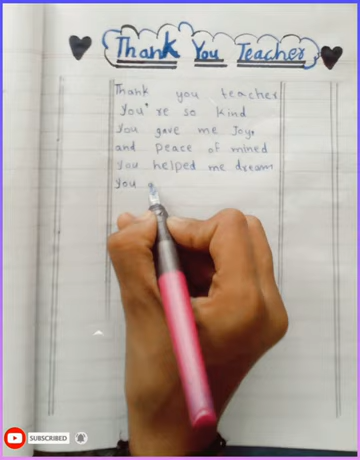 Thank You Teacher
Thank you teacher
You're so kind
You gave me Joy,
and peace of mined
You helped me dream
You
SUBSCRIBED